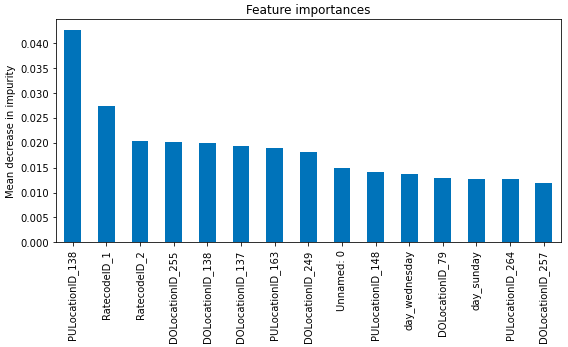 Feature importances
Mean decrease in impurity
0.040
0.035
0.030
0.025
0.020
0.015
0.010
0.005
0.000
PULocationID_138
RatecodeID_1
RatecodeID_2
DOLocationID_255
DOLocationID_138
DOLocationID_137
PULocationID_163
DOLocationID_249
Unnamed: 0
PULocationID_148
day_wednesday
DOLocationID_79
day_sunday
PULocationID_264
DOLocationID_257